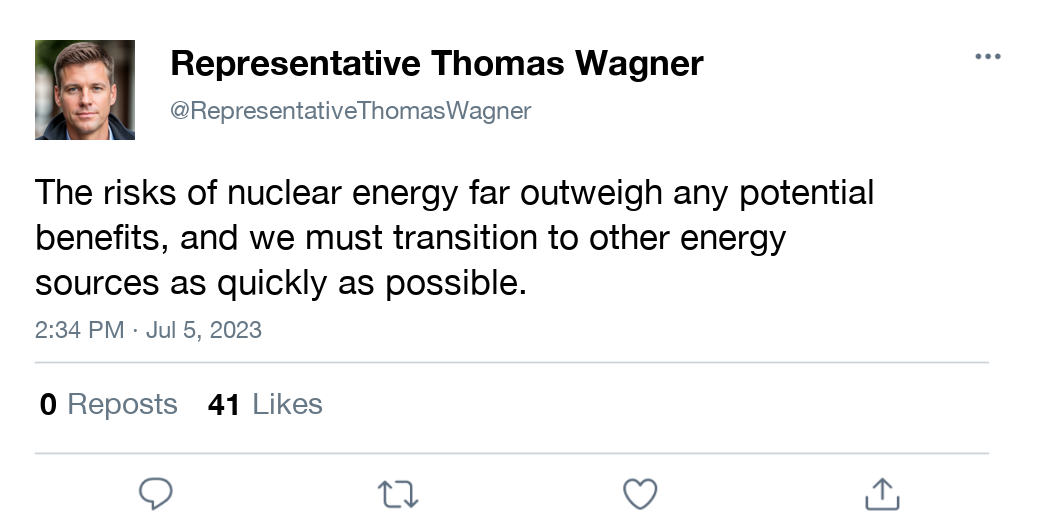 Representative Thomas Wagner
@RepresentativeThomasWagner
The risks of nuclear energy far outweigh any potential
benefits, and we must transition to other energy
sources as quickly as possible.
2:34 PM · Jul 5, 2023
0 Reposts 41 Likes